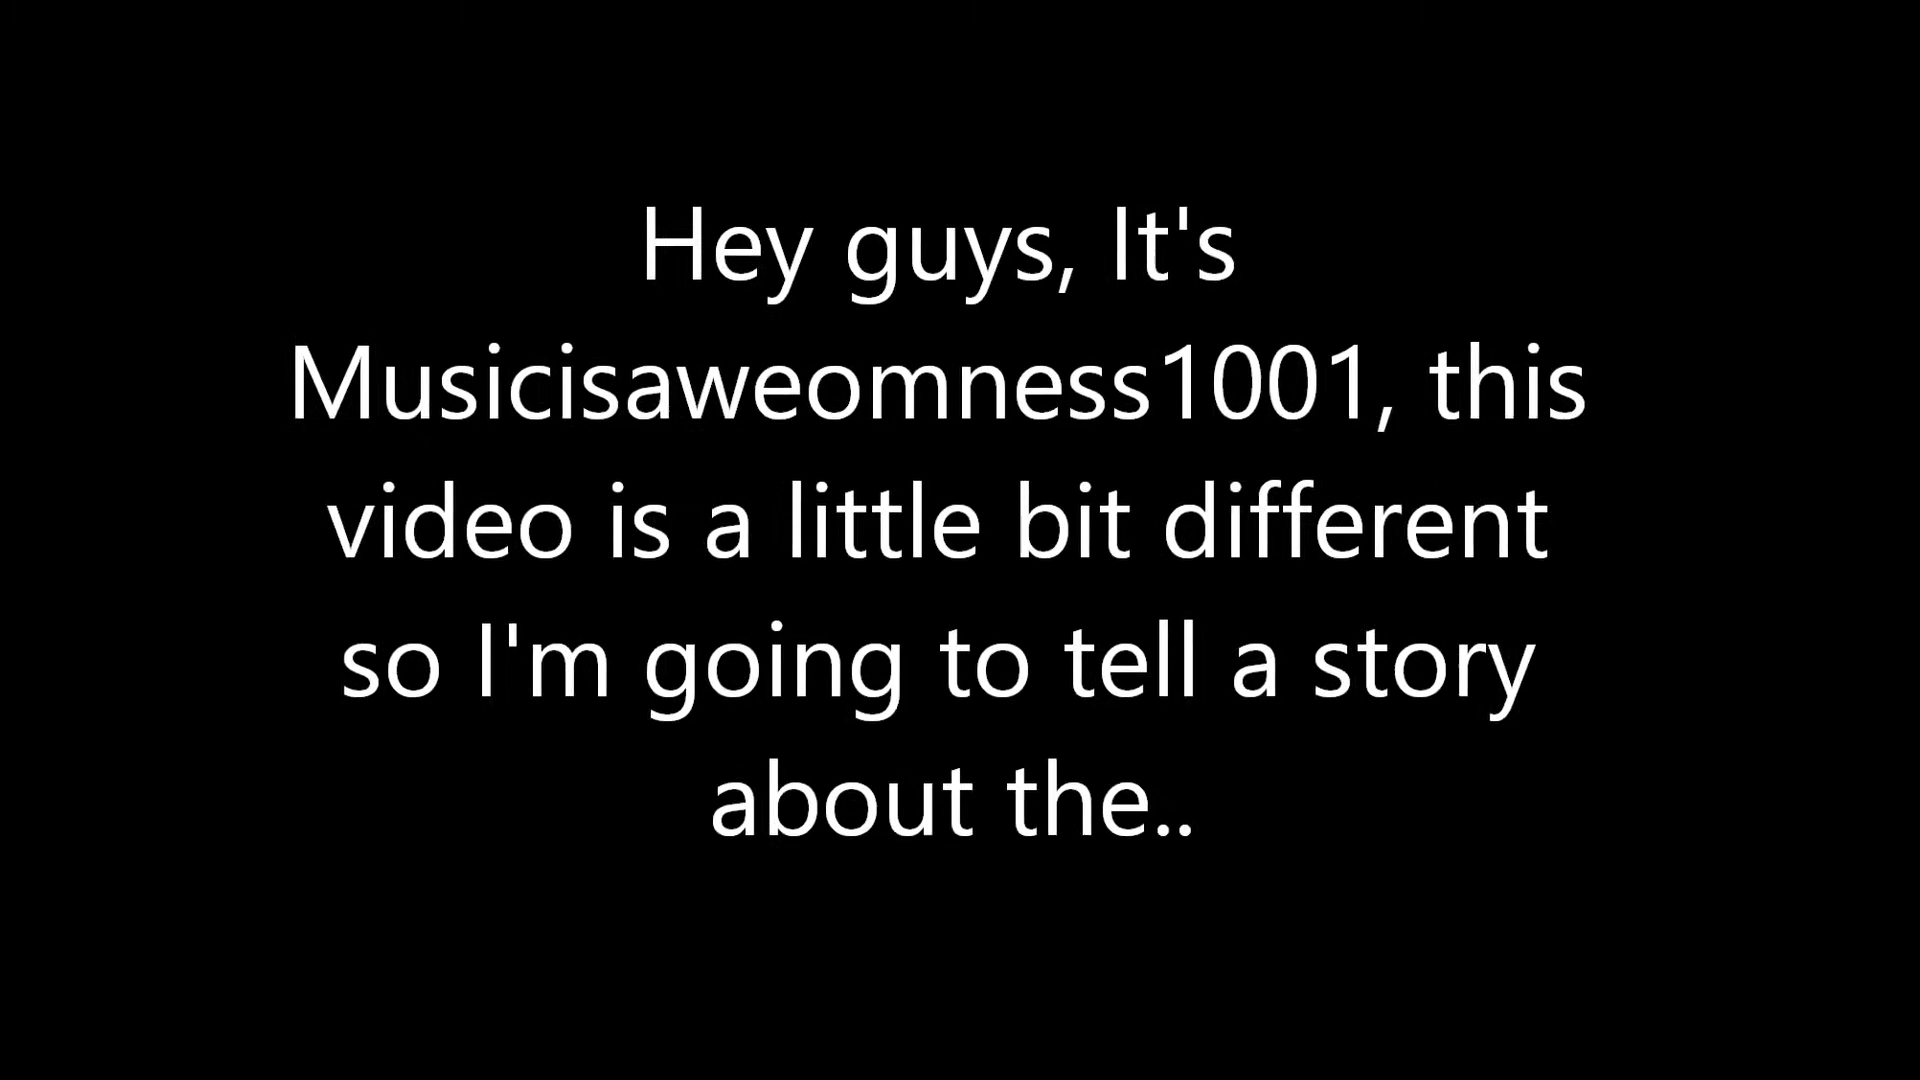 Hey guys, It's
Musicisaweomness1001, this
video is a little bit different
so I'm going to tell a story
about the..